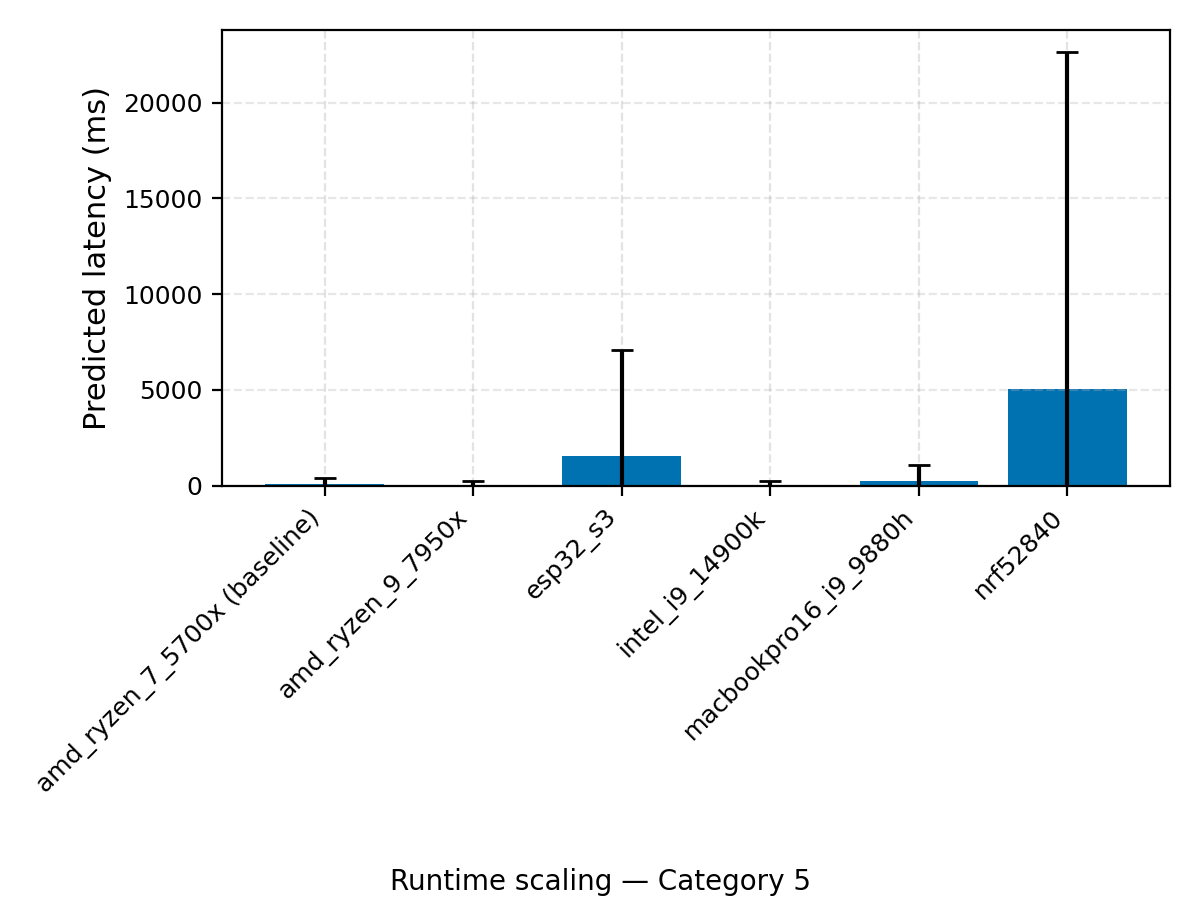 Predicted latency (ms)
20000
15000
10000
5000
0
amd_ryzen_7_5700x (baseline)
amd_ryzen_9_7950x
esp32_s3
intel_i9_14900k
macbookpro16_i9_9880h
nrf52840
Runtime scaling — Category 5